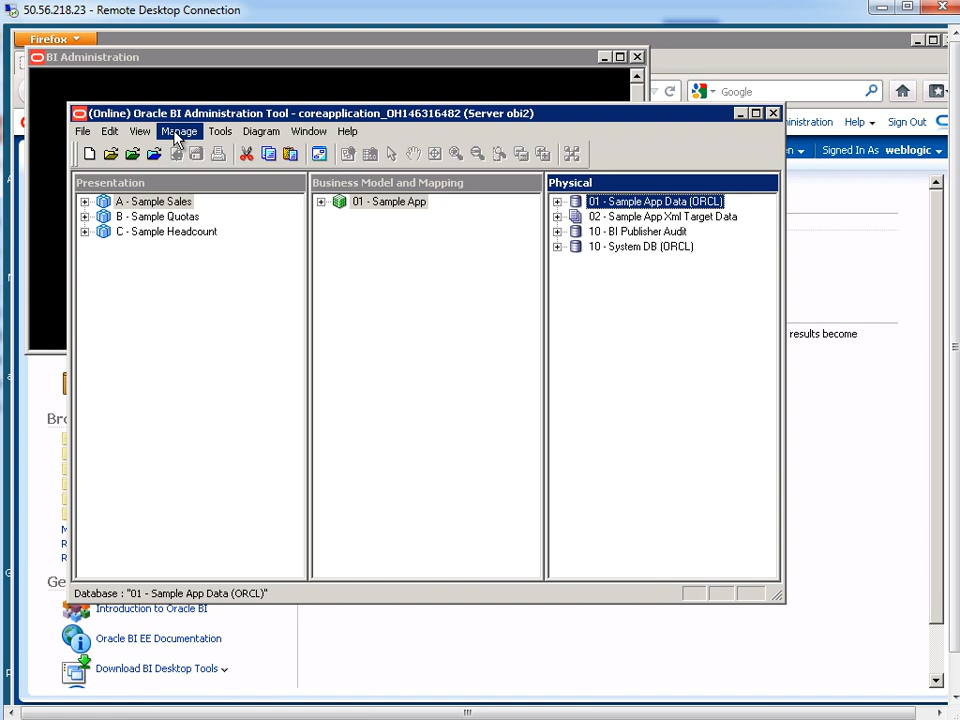 50.56.218.23 - Remote Desktop Connection
Firefox
BI Administration
Google
(Online) Oracle BI Administration Tool - coreapplication_OH146316482 (Server obi2)
File Edit View Manage Tools Diagram Window Help
ministration Help Sign Out
Signed In As weblogic
Presentation
A - Sample Sales
B - Sample Quotas
C - Sample Headcount
Business Model and Mapping
01 - Sample App
Physical
01 - Sample App Data (ORCL)
02 - Sample App Xml Target Data
10 - BI Publisher Audit
10 - System DB (ORCL)
results become
Bro
M
R
R
Ge
Database : "01 - Sample App Data (ORCL)"
Introduction to Oracle BI
Oracle BI EE Documentation
Download BI Desktop Tools